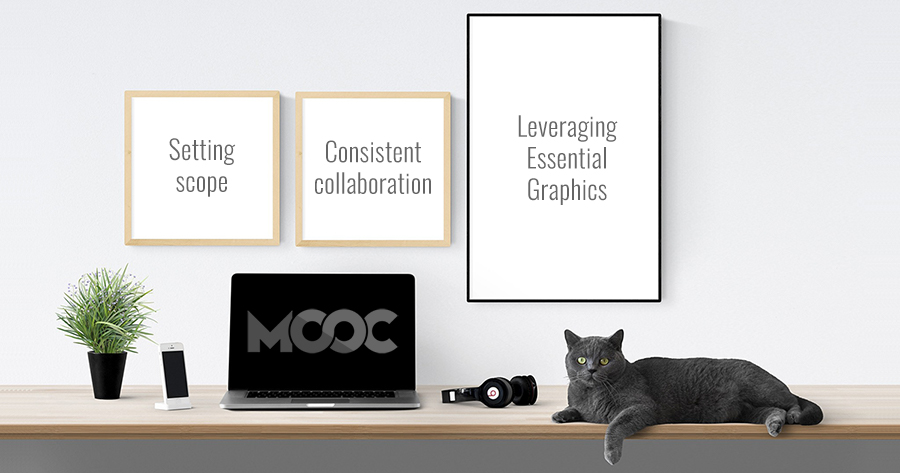 Setting
scope
Consistent
collaboration
Leveraging
Essential
Graphics
MOOC